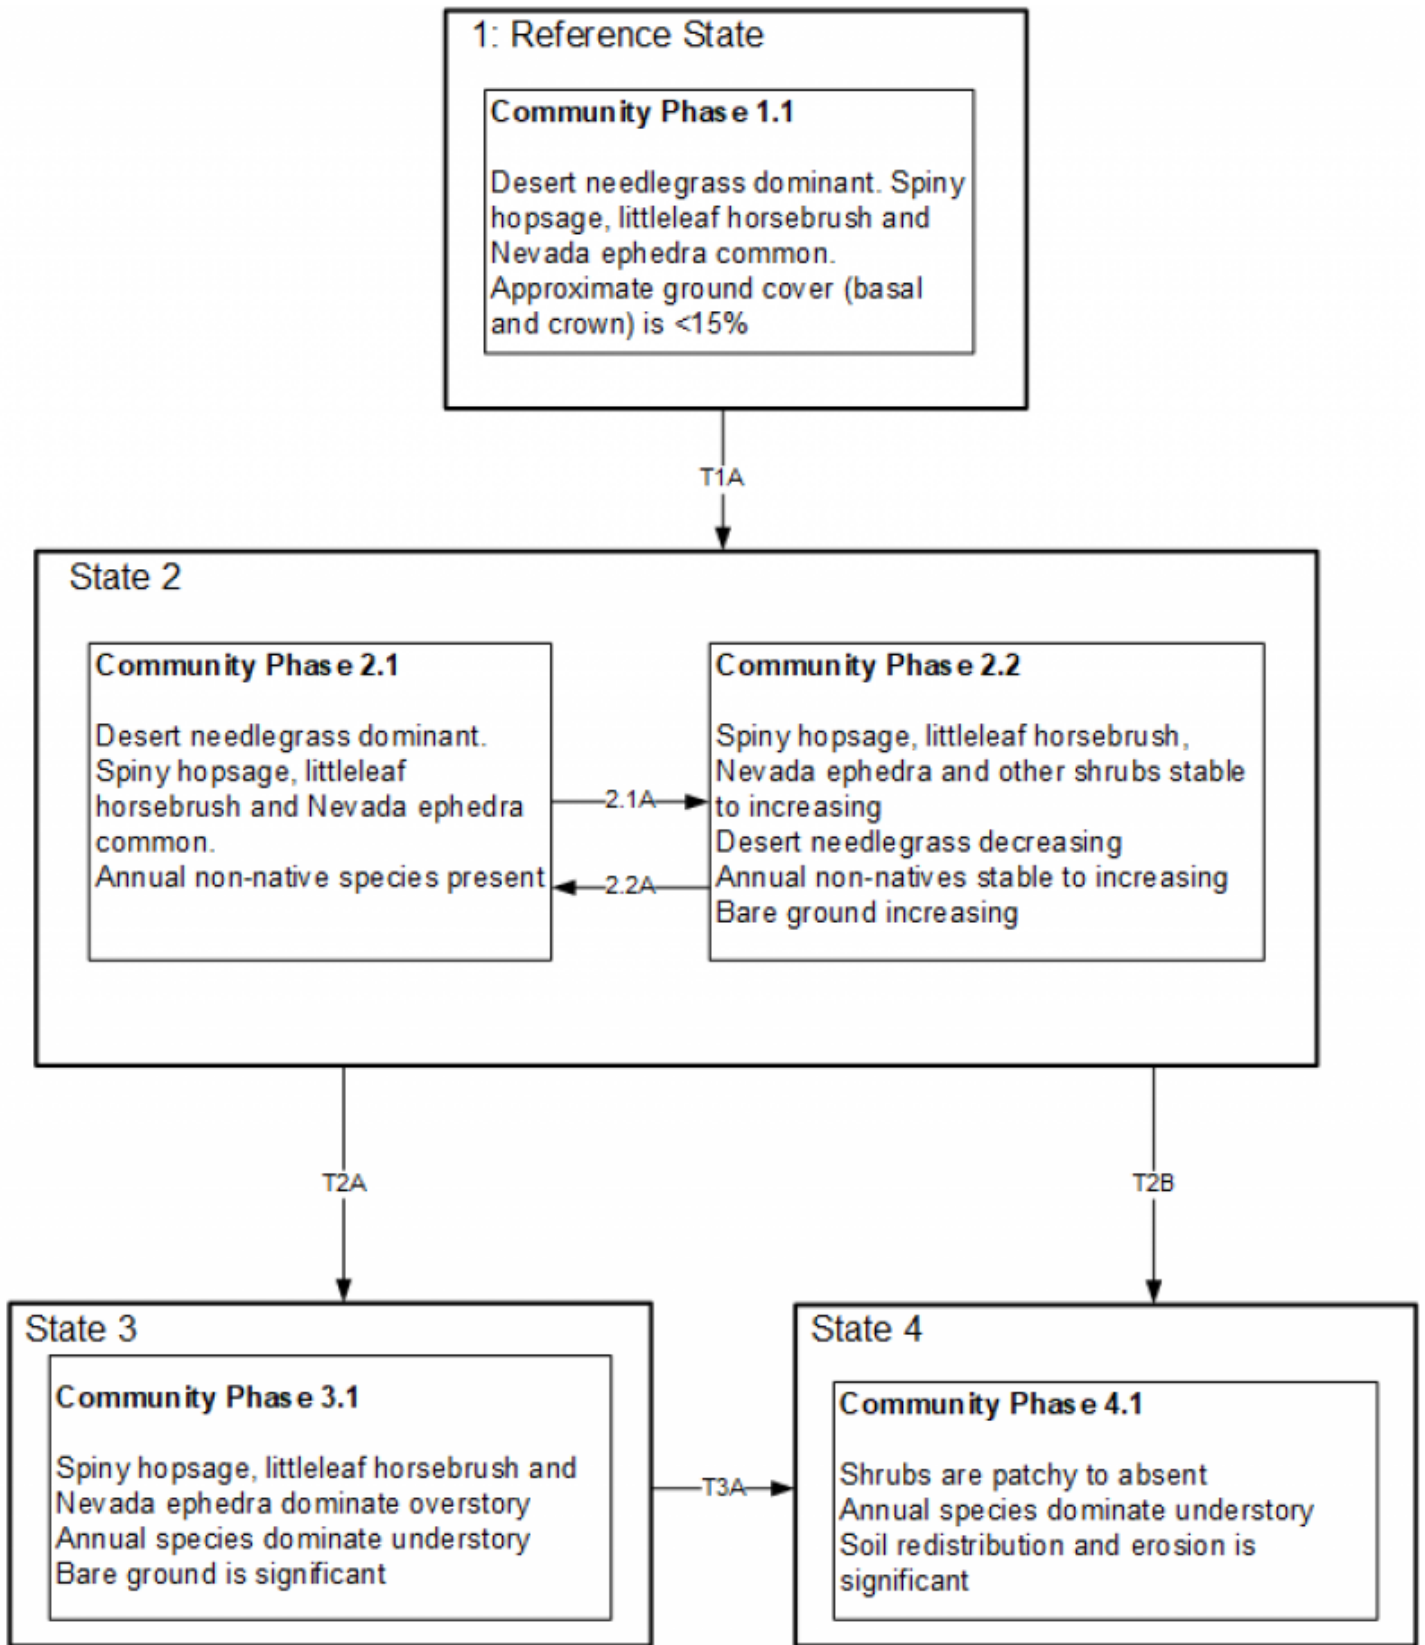 1: Reference State
Community Phase 1.1
Desert needlegrass dominant. Spiny
hopsage, littleleaf horsebrush and
Nevada ephedra common.
Approximate ground cover (basal
and crown) is <15%
T1A
State 2
Community Phase 2.1
Desert needlegrass dominant.
Spiny hopsage, littleleaf
horsebrush and Nevada ephedra
common.
Annual non-native species present
2.1A
2.2A
Community Phase 2.2
Spiny hopsage, littleleaf horsebrush,
Nevada ephedra and other shrubs stable
to increasing
Desert needlegrass decreasing
Annual non-natives stable to increasing
Bare ground increasing
T2A
T2B
State 3
Community Phase 3.1
Spiny hopsage, littleleaf horsebrush and
Nevada ephedra dominate overstory
Annual species dominate understory
Bare ground is significant
T3A
State 4
Community Phase 4.1
Shrubs are patchy to absent
Annual species dominate understory
Soil redistribution and erosion is
significant